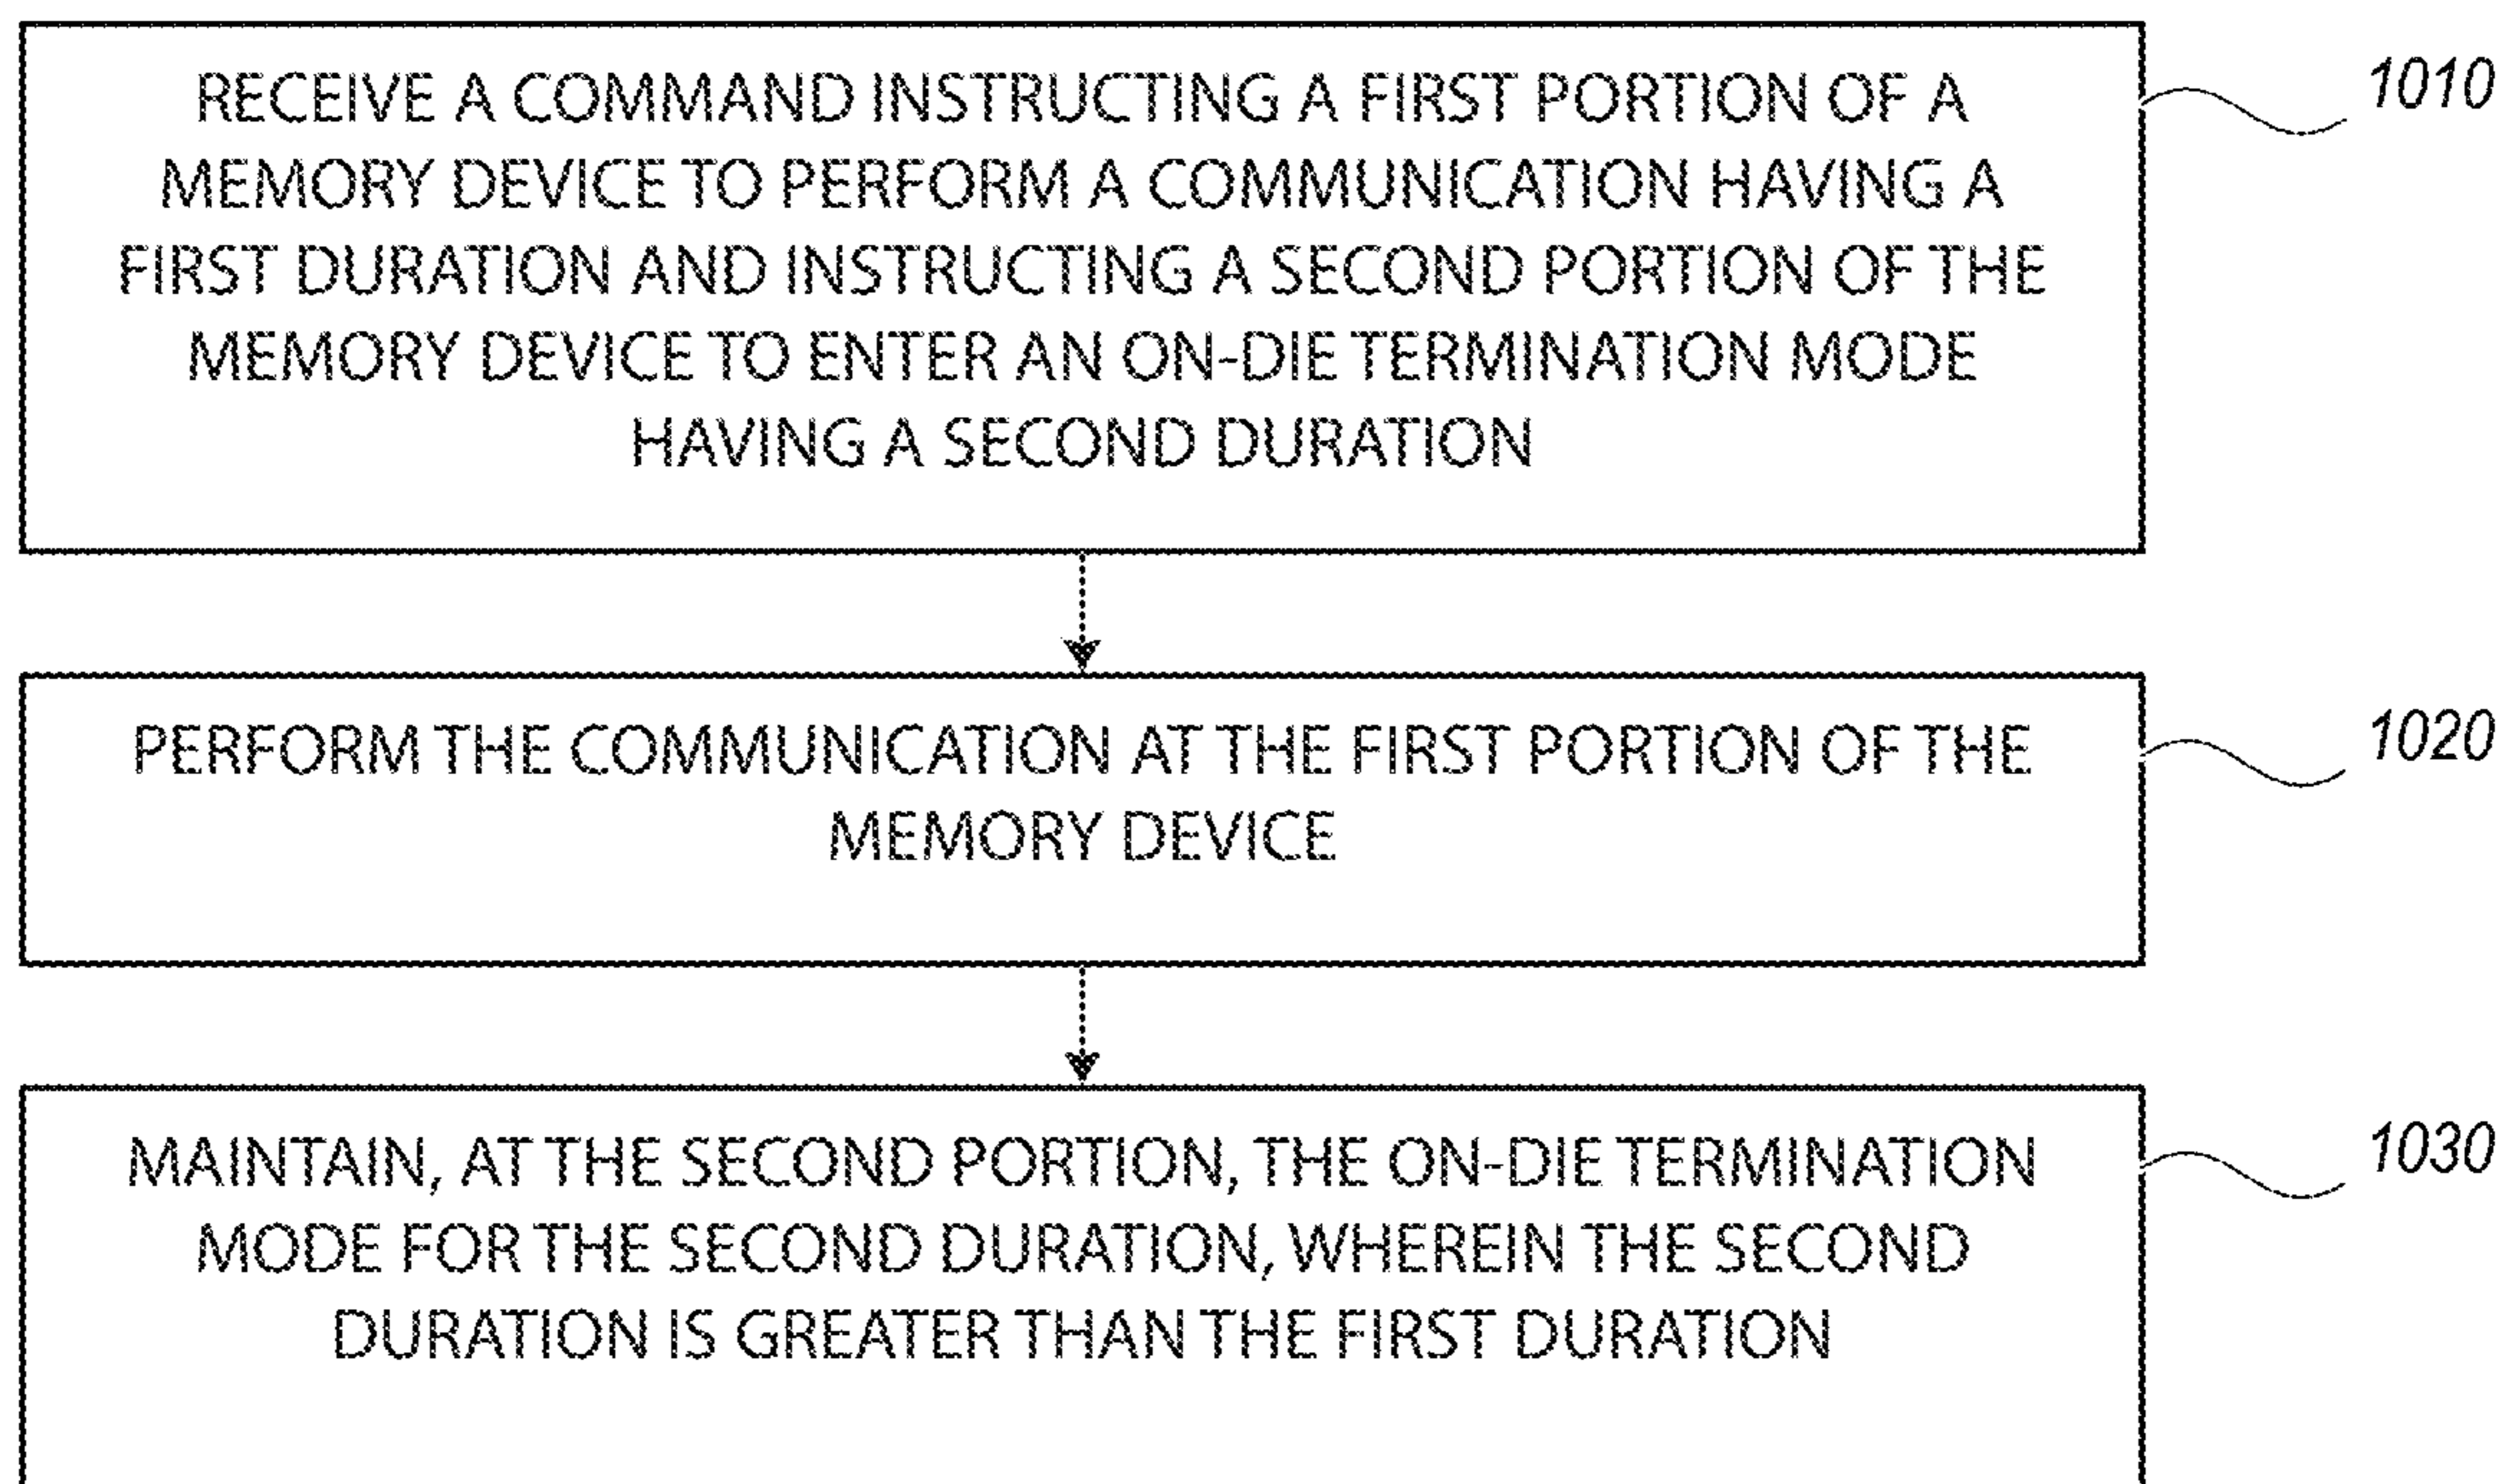 RECEIVE A COMMAND INSTRUCTING A FIRST PORTION OF A
MEMORY DEVICE TO PERFORM A COMMUNICATION HAVING A
FIRST DURATION AND INSTRUCTING A SECOND PORTION OF THE
MEMORY DEVICE TO ENTER AN ON-DIE TERMINATION MODE
HAVING A SECOND DURATION
1010
PERFORM THE COMMUNICATION AT THE FIRST PORTION OF THE
MEMORY DEVICE
1020
MAINTAIN, AT THE SECOND PORTION, THE ON-DIE TERMINATION
MODE FOR THE SECOND DURATION, WHEREIN THE SECOND
DURATION IS GREATER THAN THE FIRST DURATION
1030